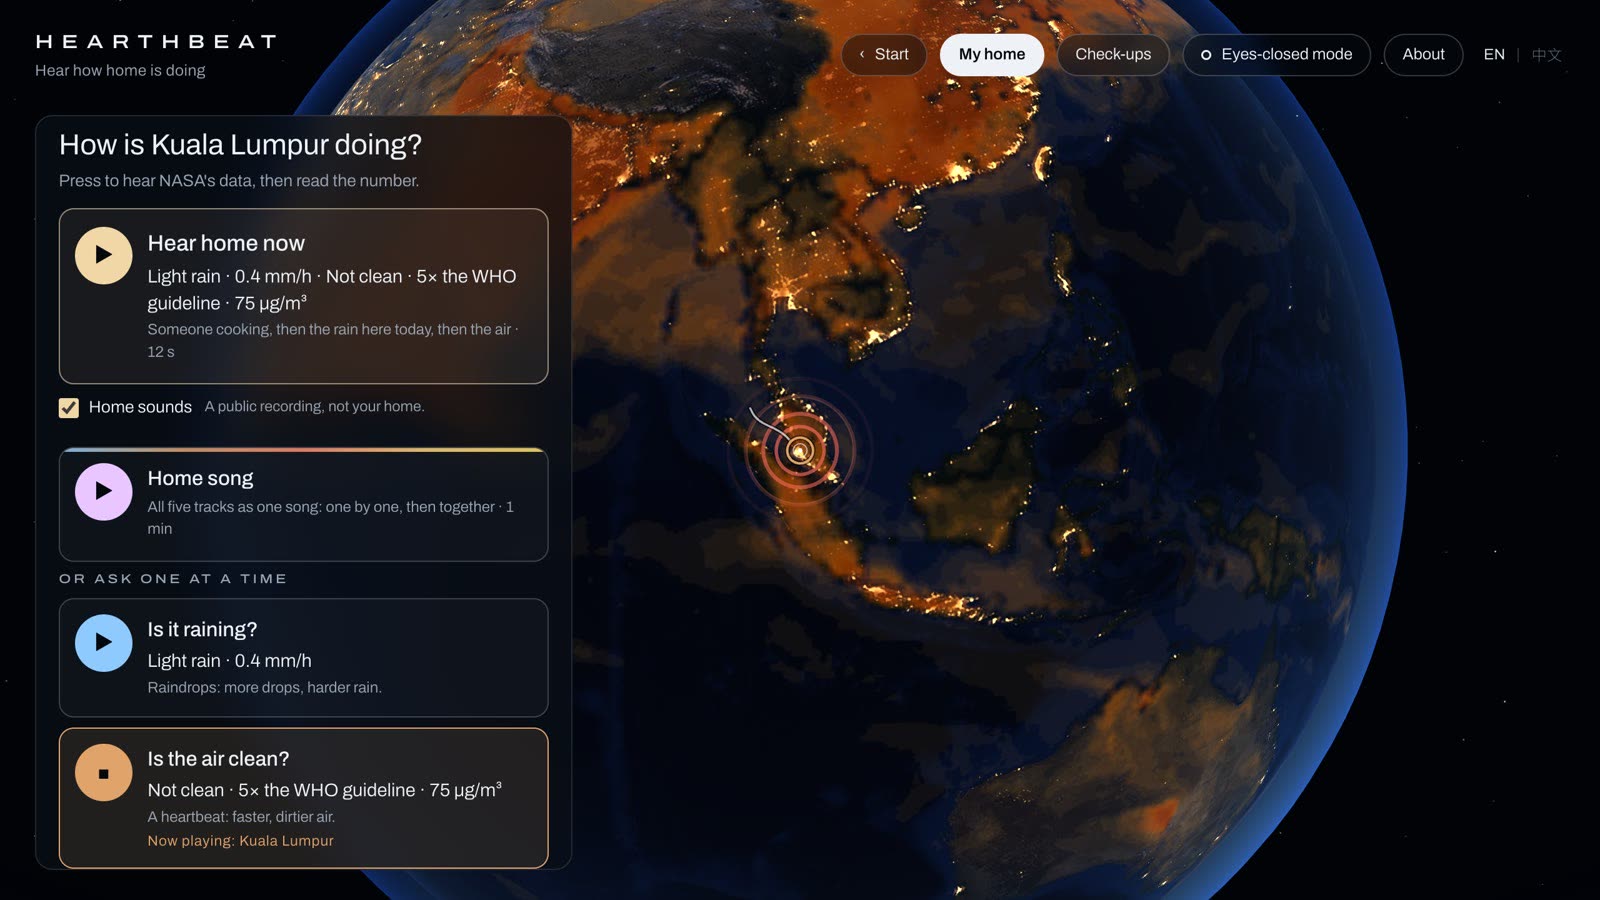 HEARTHBEAT
Hear how home is doing
‹ Start
My home
Check-ups
Eyes-closed mode
About
EN | 中文
How is Kuala Lumpur doing?
Press to hear NASA's data, then read the number.
Hear home now
Light rain · 0.4 mm/h · Not clean · 5× the WHO
guideline · 75 µg/m³
Someone cooking, then the rain here today, then the air ·
12 s
Home sounds A public recording, not your home.
Home song
All five tracks as one song: one by one, then together · 1
min
OR ASK ONE AT A TIME
Is it raining?
Light rain · 0.4 mm/h
Raindrops: more drops, harder rain.
Is the air clean?
Not clean · 5× the WHO guideline · 75 µg/m³
A heartbeat: faster, dirtier air.
Now playing: Kuala Lumpur